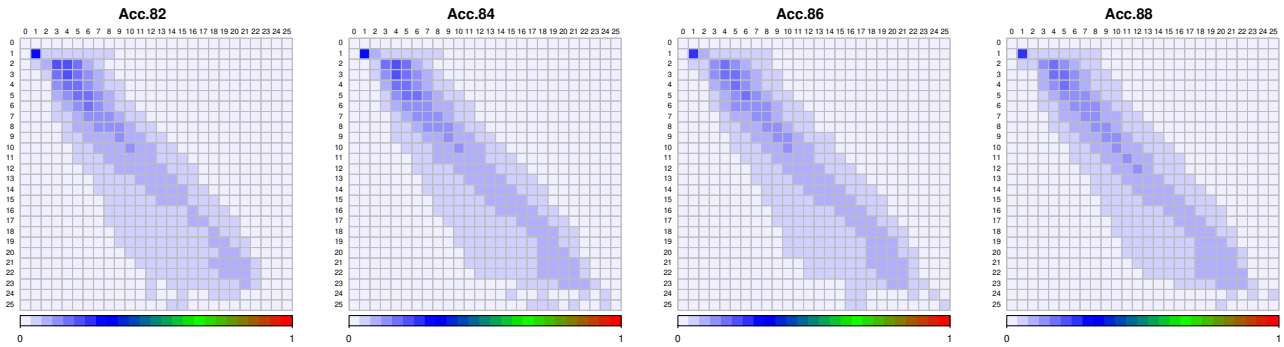 Acc.82 Acc.84 Acc.86 Acc.88
0 1 2 3 4 5 6 7 8 9 10 11 12 13 14 15 16 17 18 19 20 21 22 23 25 0 1 2 3 4 5 6 7 8 9 10 11 12 13 14 15 16 17 18 19 20 21 22 23 25 0 1 2 3 4 5 6 7 8 9 10 11 12 13 14 15 16 17 18 19 20 21 22 23 25 0 1 2 3 4 5 6 7 8 9 10 11 12 13 14 15 16 17 18 19 20 21 22 23 25
0 0 0 0
1 1 1 1
2 2 2 2
3 3 3 3
4 4 4 4
5 5 5 5
6 6 6 6
7 7 7 7
8 8 8 8
9 9 9 9
10 10 10 10
11 11 11 11
12 12 12 12
13 13 13 13
14 14 14 14
15 15 15 15
16 16 16 16
17 17 17 17
18 18 18 18
19 19 19 19
20 20 20 20
21 21 21 21
22 22 22 22
23 23 23 23
24 24 24 24
25 25 25 25
0 1 0 1 0 1 0 1